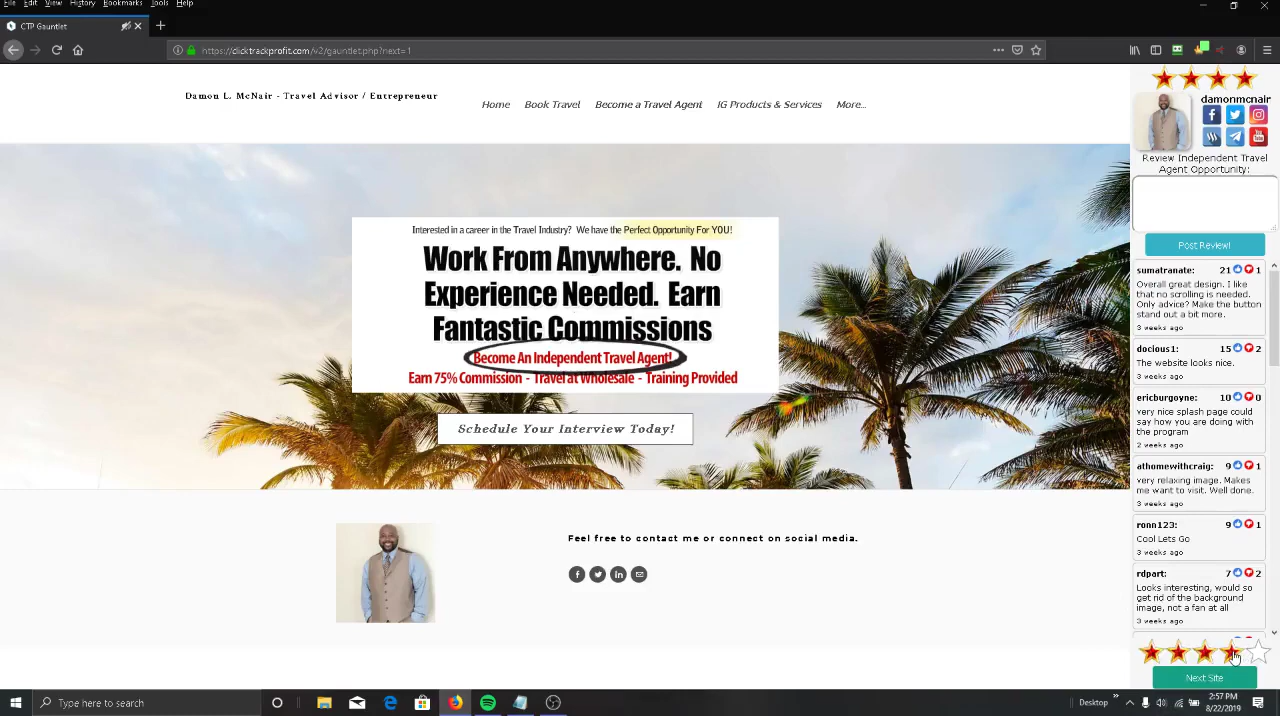 File Edit View History Bookmarks Tools Help
CTP Gauntlet
https://clicktrackprofit.com/v2/gauntlet.php?next=1
Damon L. McNair - Travel Advisor / Entrepreneur
Home Book Travel Become a Travel Agent IG Products & Services More...
Interested in a career in the Travel Industry? We have the Perfect Opportunity For YOU!
Work From Anywhere. No
Experience Needed. Earn
Fantastic Commissions
Become An Independent Travel Agent!
Earn 75% Commission - Travel at Wholesale - Training Provided
Schedule Your Interview Today!
Feel free to contact me or connect on social media.
damonmcnair
Review Independent Travel
Agent Opportunity:
Post Review!
sumatranate: 21 1
Overall great design. I like
that no scrolling is needed.
Only advice? Make the button
stand out a bit more.
3 weeks ago
docious1: 15 2
The website looks nice.
3 weeks ago
ericburgoyne: 10 0
very nice splash page could
say how you are doing with
the program
2 weeks ago
athomewithcraig: 9 1
very relaxing image. Makes
me want to visit. Well done.
3 weeks ago
ronn123: 9 1
Cool Lets Go
3 weeks ago
rdpart: 7 2
Looks interesting, would so
get rid of the background
image, not a fan at all
3 weeks ago
Next Site
Type here to search
Desktop
2:57 PM
8/22/2019